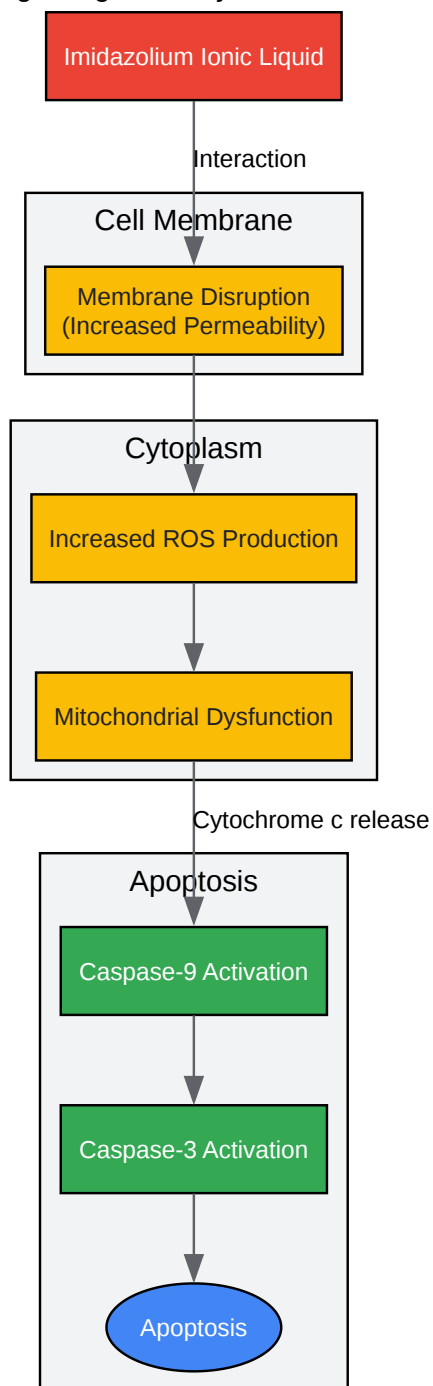 Imidazolium Ionic Liquid
Interaction
Cell Membrane
Membrane Disruption
(Increased Permeability)
Cytoplasm
Increased ROS Production
Mitochondrial Dysfunction
Cytochrome c release
Apoptosis
Caspase-9 Activation
Caspase-3 Activation
Apoptosis